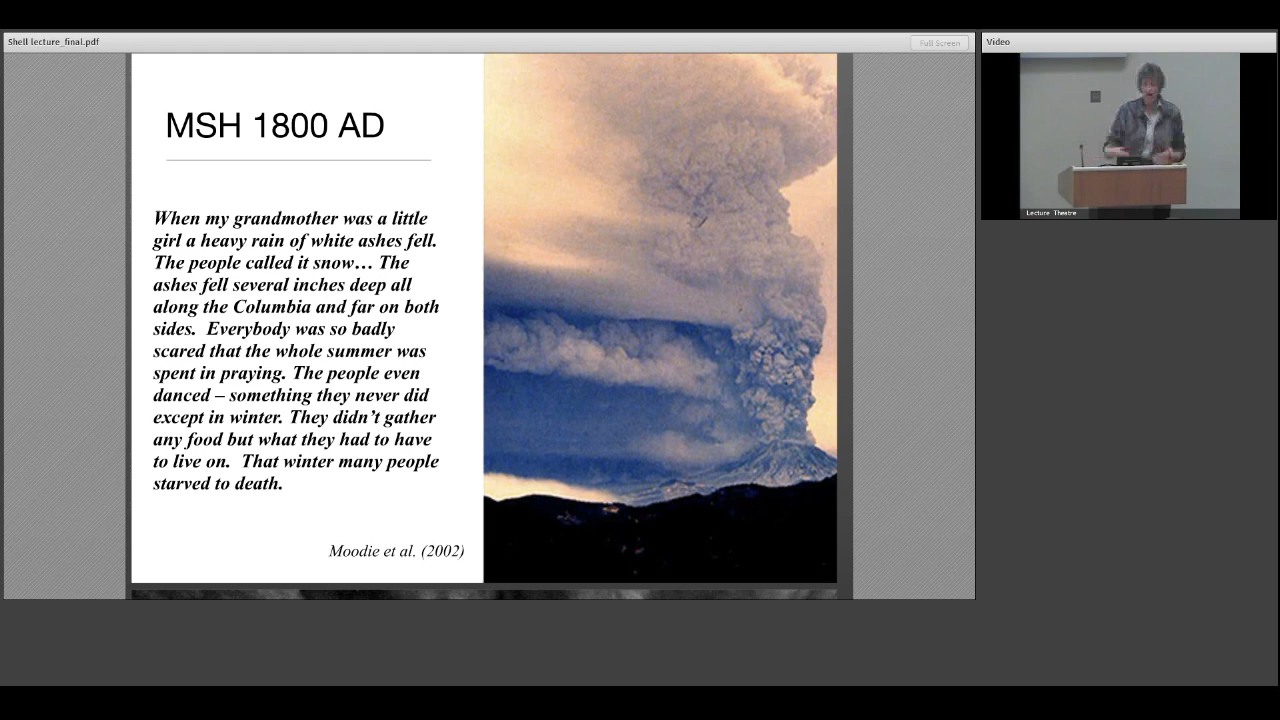 Shell lecture_final.pdf
Full Screen
Video
MSH 1800 AD
When my grandmother was a little
girl a heavy rain of white ashes fell.
The people called it snow… The
ashes fell several inches deep all
along the Columbia and far on both
sides.  Everybody was so badly
scared that the whole summer was
spent in praying. The people even
danced – something they never did
except in winter. They didn’t gather
any food but what they had to have
to live on.  That winter many people
starved to death.
Moodie et al. (2002)
Lecture Theatre